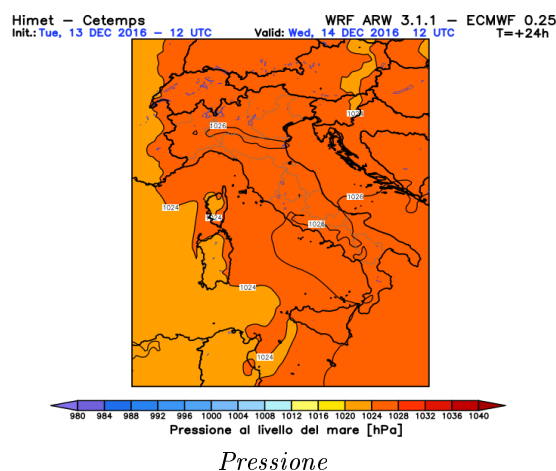 Himet – Cetemps WRF ARW 3.1.1 – ECMWF 0.25
Init.: Tue, 13 DEC 2016 – 12 UTC Valid: Wed, 14 DEC 2016 12 UTC T=+24h
1024
1026
1026
1024
1024
1026
1024
1024
980 984 988 992 996 1000 1004 1008 1012 1016 1020 1024 1028 1032 1036 1040
Pressione al livello del mare [hPa]
Pressione